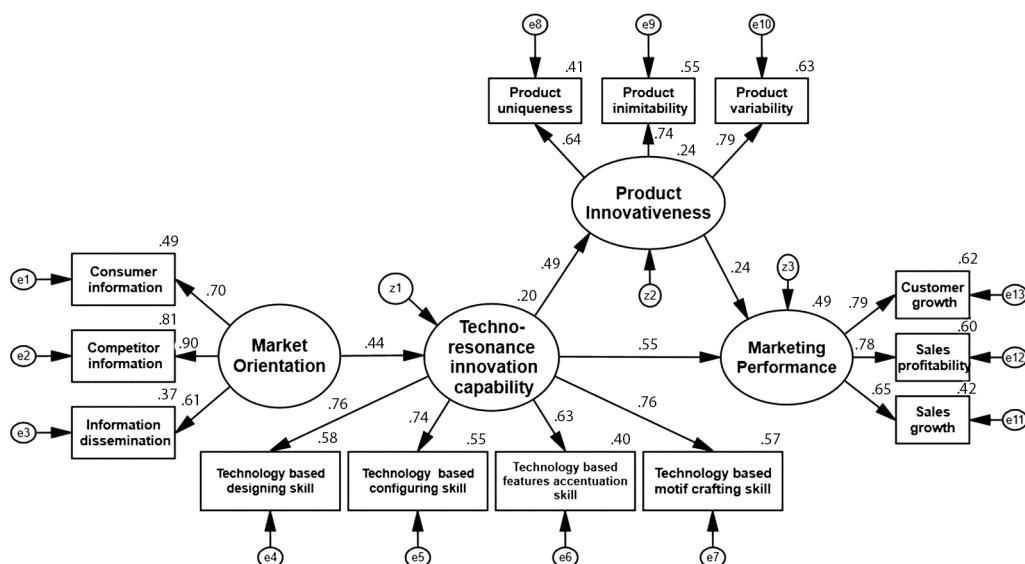 e8
e9
e10
.41
.55
.63
Product
uniqueness
Product
inimitability
Product
variability
.64
.74
.24
.79
Product
Innovativeness
.49
e1
Consumer
information
.70
z1
.49
.20
z2
.24
z3
.49
.62
.79
Customer
growth
e13
.81
e2
Competitor
information
.90
Market
Orientation
.44
Techno-
resonance
innovation
capability
.55
Marketing
Performance
.78
.60
Sales
profitability
e12
.37
.61
e3
Information
dissemination
.65
.42
Sales
growth
e11
.76
.74
.63
.76
.58
.55
.40
.57
Technology based
designing skill
Technology based
configuring skill
Technology based
features accentuation
skill
Technology based
motif crafting skill
e4
e5
e6
e7